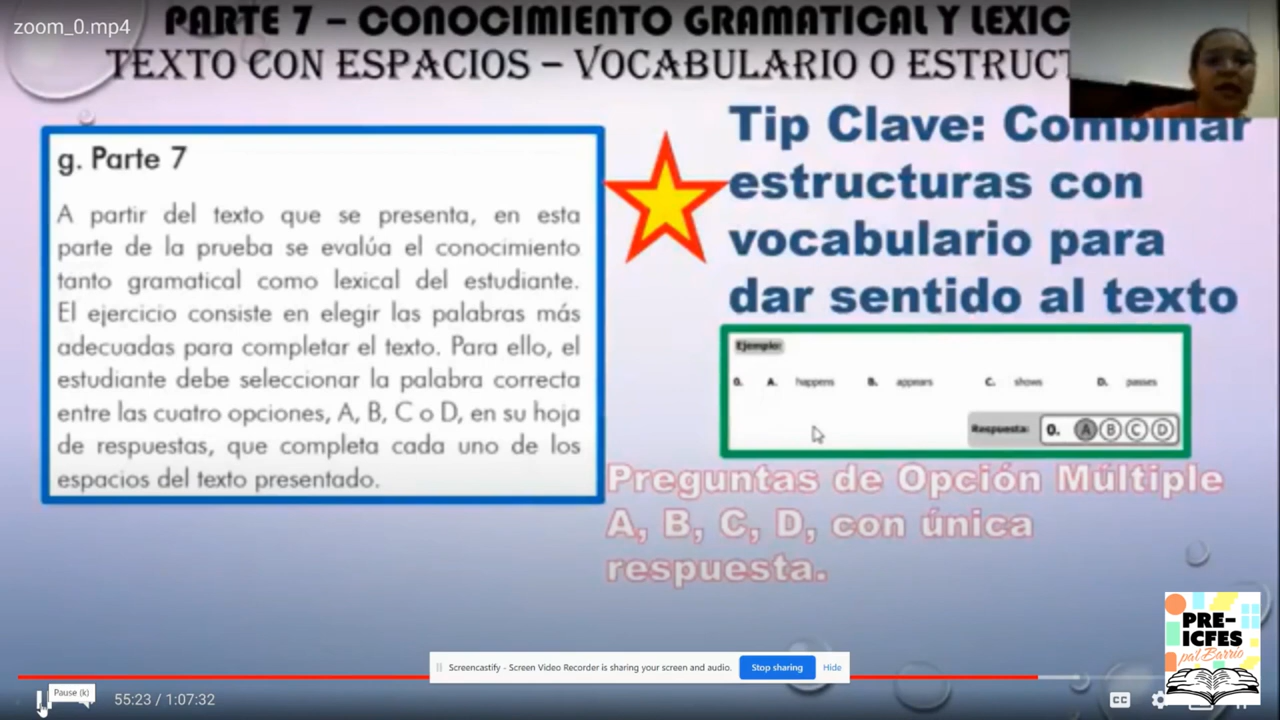 zoom_0.mp4
PARTE 7 – CONOCIMIENTO GRAMATICAL Y LEXIC
TEXTO CON ESPACIOS – VOCABULARIO O ESTRUCT
g. Parte 7
A partir del texto que se presenta, en esta
parte de la prueba se evalúa el conocimiento
tanto gramatical como lexical del estudiante.
El ejercicio consiste en elegir las palabras más
adecuadas para completar el texto. Para ello, el
estudiante debe seleccionar la palabra correcta
entre las cuatro opciones, A, B, C o D, en su hoja
de respuestas, que completa cada uno de los
espacios del texto presentado.
Tip Clave: Combinar
estructuras con
vocabulario para
dar sentido al texto
Ejemplo:
0. A. happens B. appears C. shows D. passes
Respuesta: 0. A B C D
Preguntas de Opción Múltiple
A, B, C, D, con única
respuesta.
PRE-
ICFES
pal Barrio
Screencastify - Screen Video Recorder is sharing your screen and audio. Stop sharing Hide
Pause (k)
55:23 / 1:07:32
CC